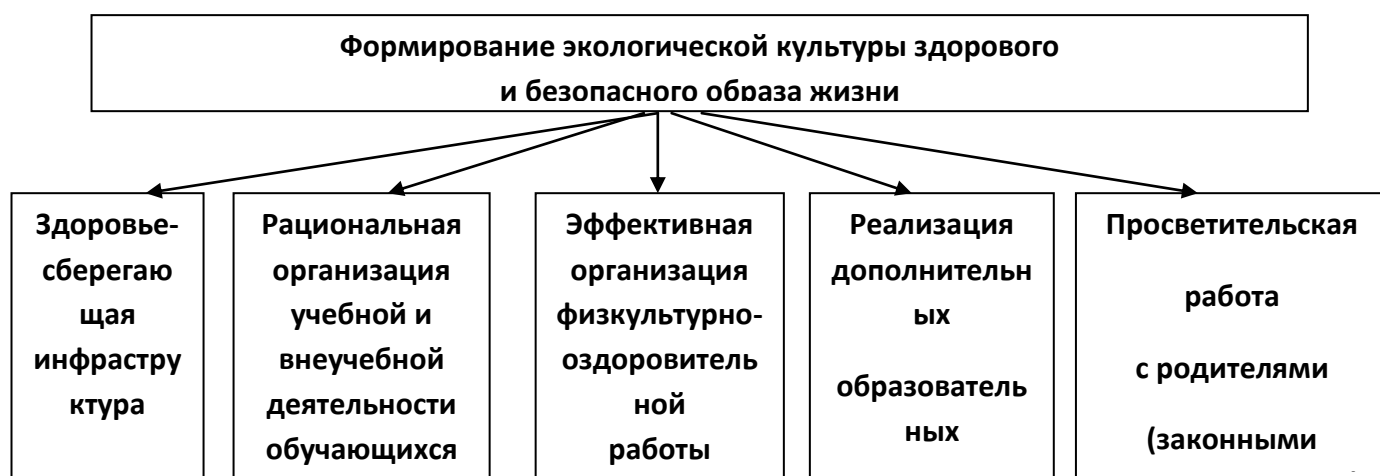 Формирование экологической культуры здорового
и безопасного образа жизни
Здоровье-
сберегаю
щая
инфрастру
ктура
Рациональная
организация
учебной и
внеучебной
деятельности
обучающихся
Эффективная
организация
физкультурно-
оздоровитель
ной
работы
Реализация
дополнительн
ых
образователь
ных
Просветительская
работа
с родителями
(законными